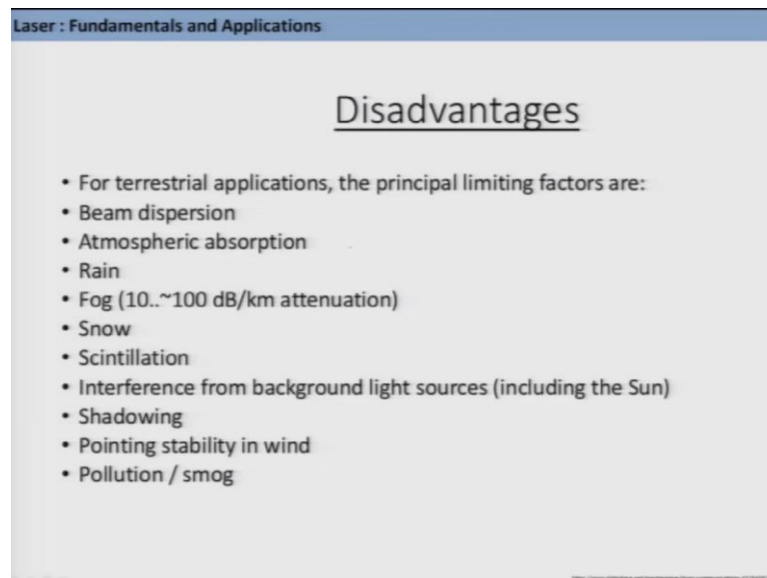 Laser : Fundamentals and Applications
Disadvantages
• For terrestrial applications, the principal limiting factors are:
• Beam dispersion
• Atmospheric absorption
• Rain
• Fog (10..~100 dB/km attenuation)
• Snow
• Scintillation
• Interference from background light sources (including the Sun)
• Shadowing
• Pointing stability in wind
• Pollution / smog